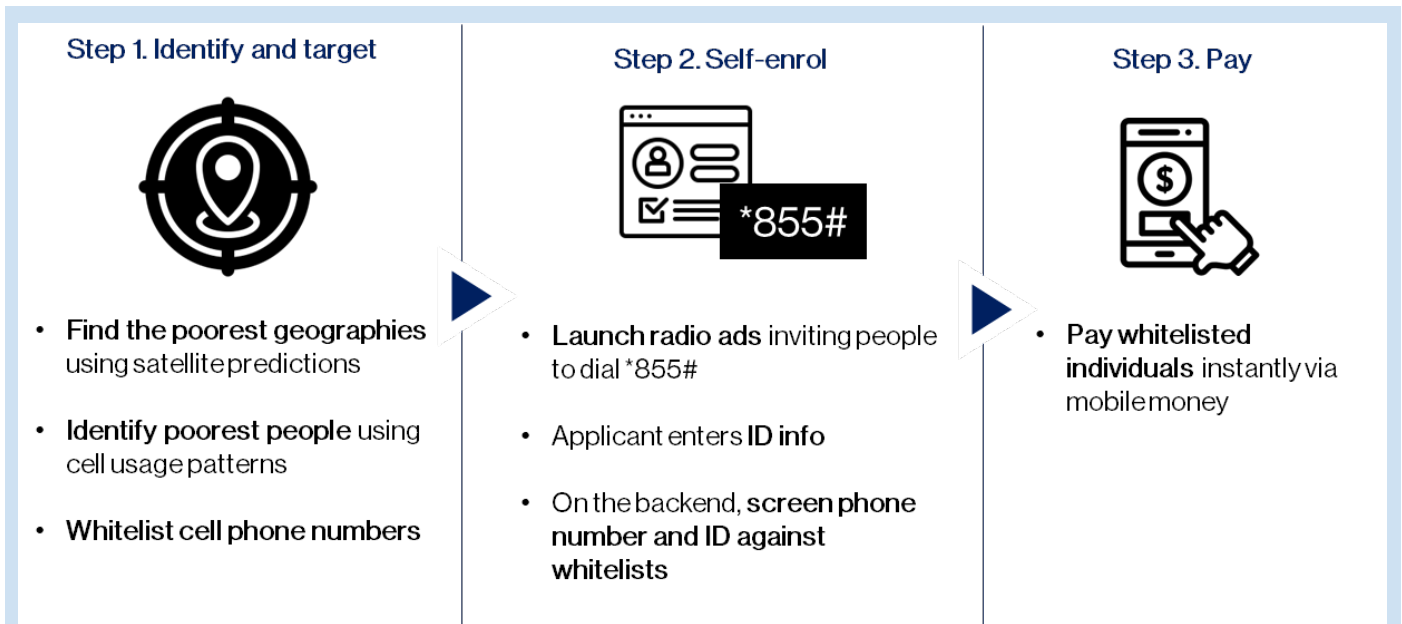 Step 1. Identify and target
• Find the poorest geographies
using satellite predictions
• Identify poorest people using
cell usage patterns
• Whitelist cell phone numbers
Step 2. Self-enrol
*855#
• Launch radio ads inviting people
to dial *855#
• Applicant enters ID info
• On the backend, screen phone
number and ID against
whitelists
Step 3. Pay
$
• Pay whitelisted
individuals instantly via
mobile money